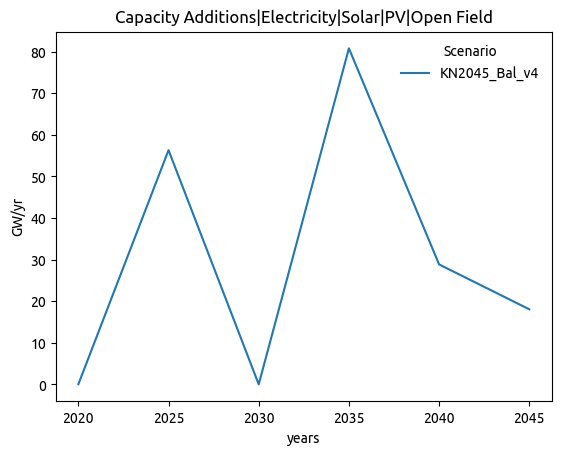 Capacity Additions|Electricity|Solar|PV|Open Field
Scenario
KN2045_Bal_v4
80
70
60
50
40
30
20
10
0
GW/yr
2020 2025 2030 2035 2040 2045
years